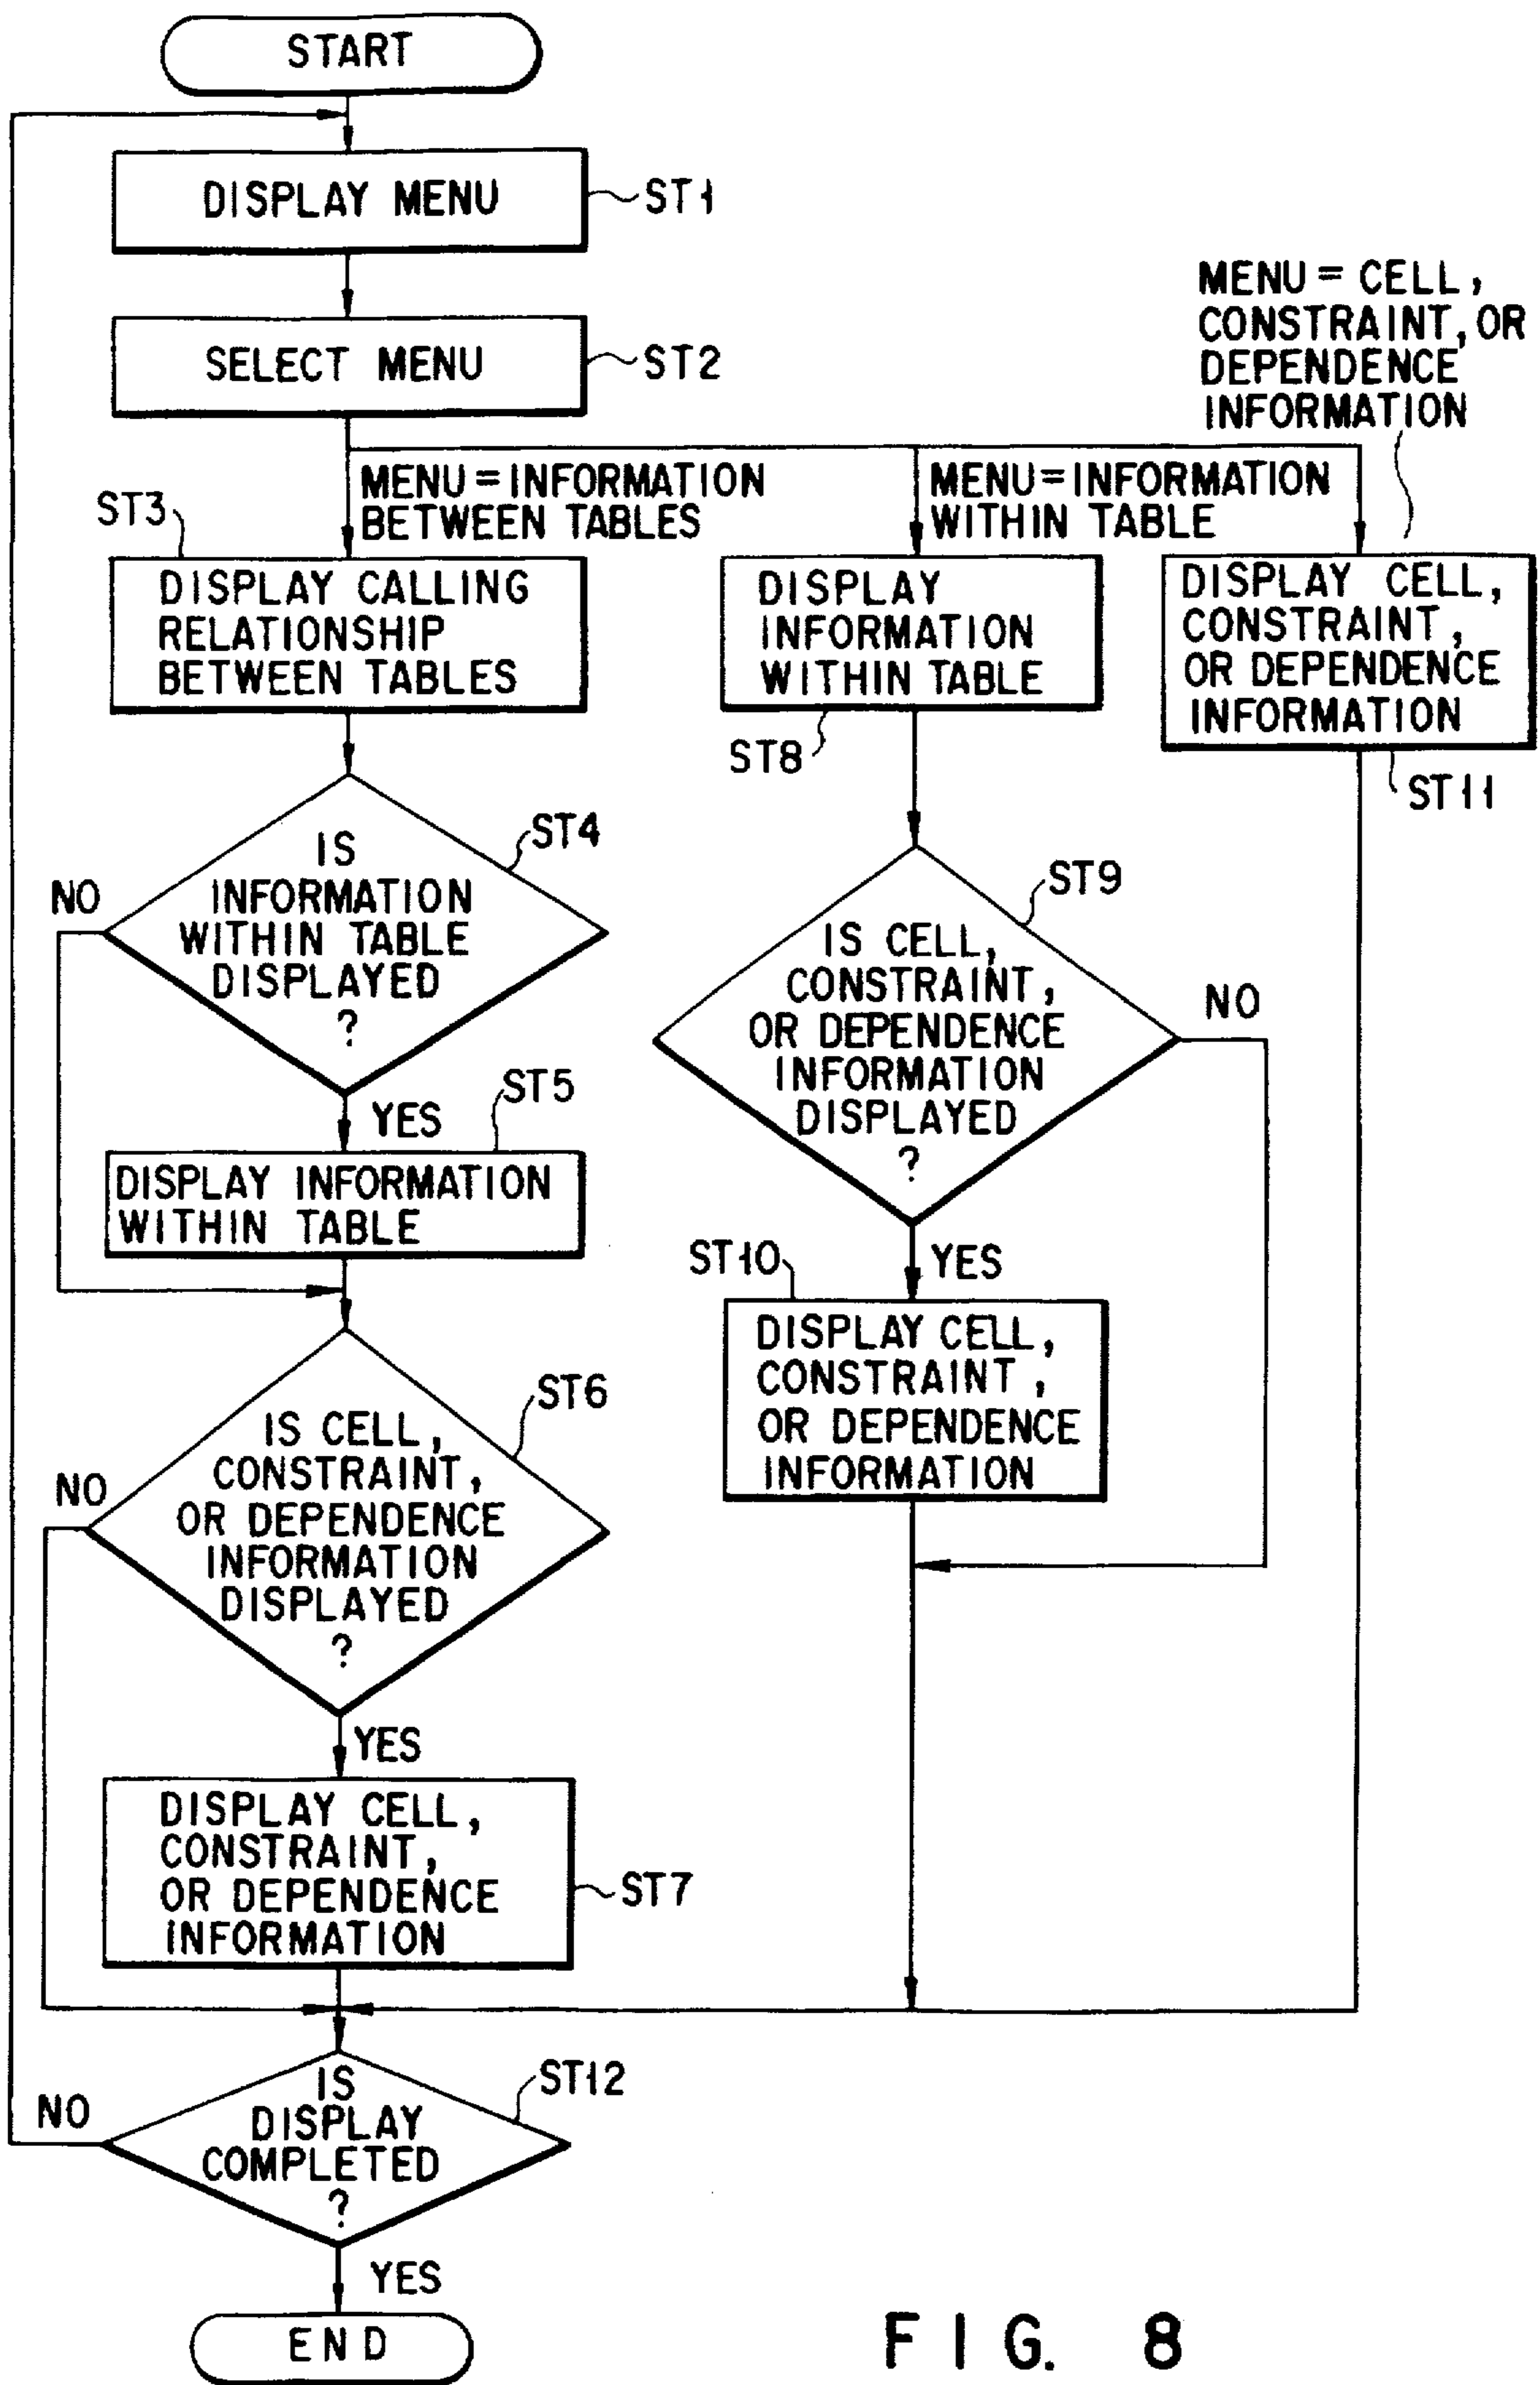 START
DISPLAY MENU
ST1
SELECT MENU
ST2
MENU = CELL,
CONSTRAINT, OR
DEPENDENCE
INFORMATION
MENU = INFORMATION
BETWEEN TABLES
MENU = INFORMATION
WITHIN TABLE
ST3
DISPLAY CALLING
RELATIONSHIP
BETWEEN TABLES
DISPLAY
INFORMATION
WITHIN TABLE
ST8
DISPLAY CELL,
CONSTRAINT,
OR DEPENDENCE
INFORMATION
ST11
IS
INFORMATION
WITHIN TABLE
DISPLAYED
?
ST4
NO
YES
ST5
DISPLAY INFORMATION
WITHIN TABLE
IS CELL,
CONSTRAINT,
OR DEPENDENCE
INFORMATION
DISPLAYED
?
ST9
NO
YES
ST10
DISPLAY CELL,
CONSTRAINT,
OR DEPENDENCE
INFORMATION
IS CELL,
CONSTRAINT,
OR DEPENDENCE
INFORMATION
DISPLAYED
?
ST6
NO
YES
DISPLAY CELL,
CONSTRAINT,
OR DEPENDENCE
INFORMATION
ST7
IS
DISPLAY
COMPLETED
?
ST12
NO
YES
END
FIG. 8